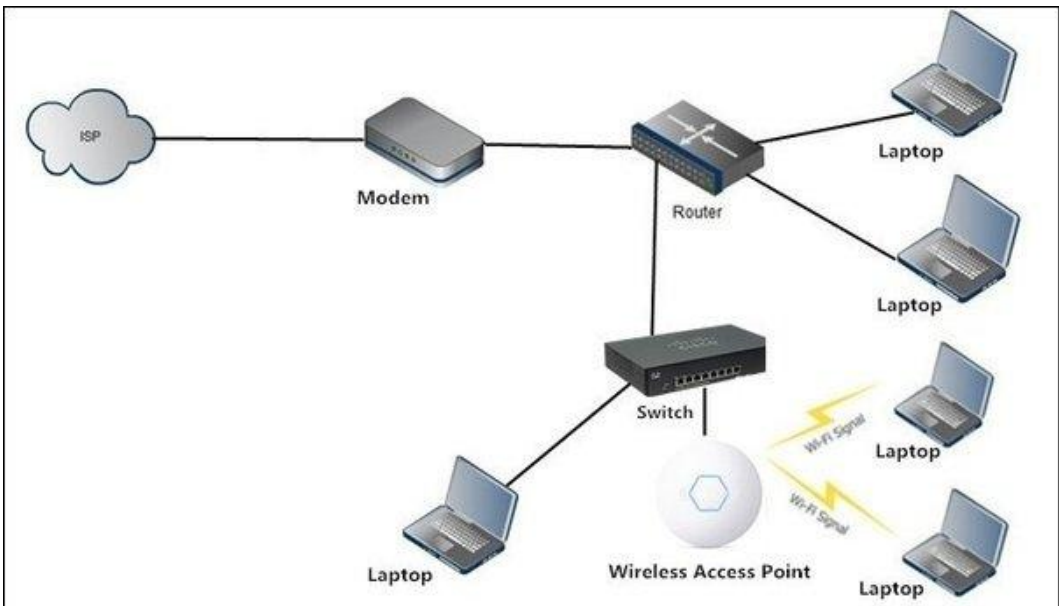 ISP
Modem
Router
Laptop
Laptop
Switch
Wi-Fi Signal
Laptop
Wi-Fi Signal
Laptop
Wireless Access Point
Laptop